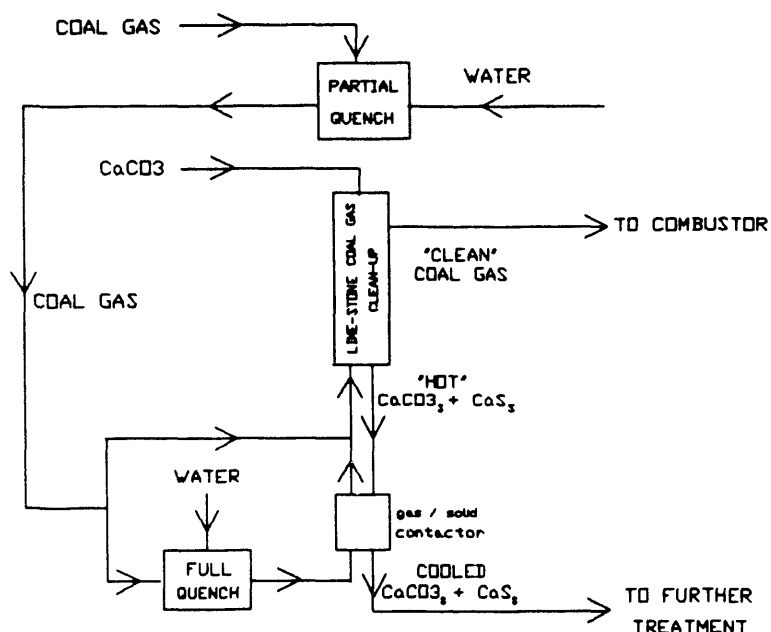 COAL GAS
WATER
PARTIAL
QUENCH
CaCO3
TO COMBUSTOR
LIME-STONE COAL GAS
CLEAN-UP
"CLEAN"
COAL GAS
COAL GAS
"HOT"
CaCO3s + CaSs
WATER
gas / solid
contactor
FULL
QUENCH
COOLED
CaCO3s + CaSs
TO FURTHER
TREATMENT